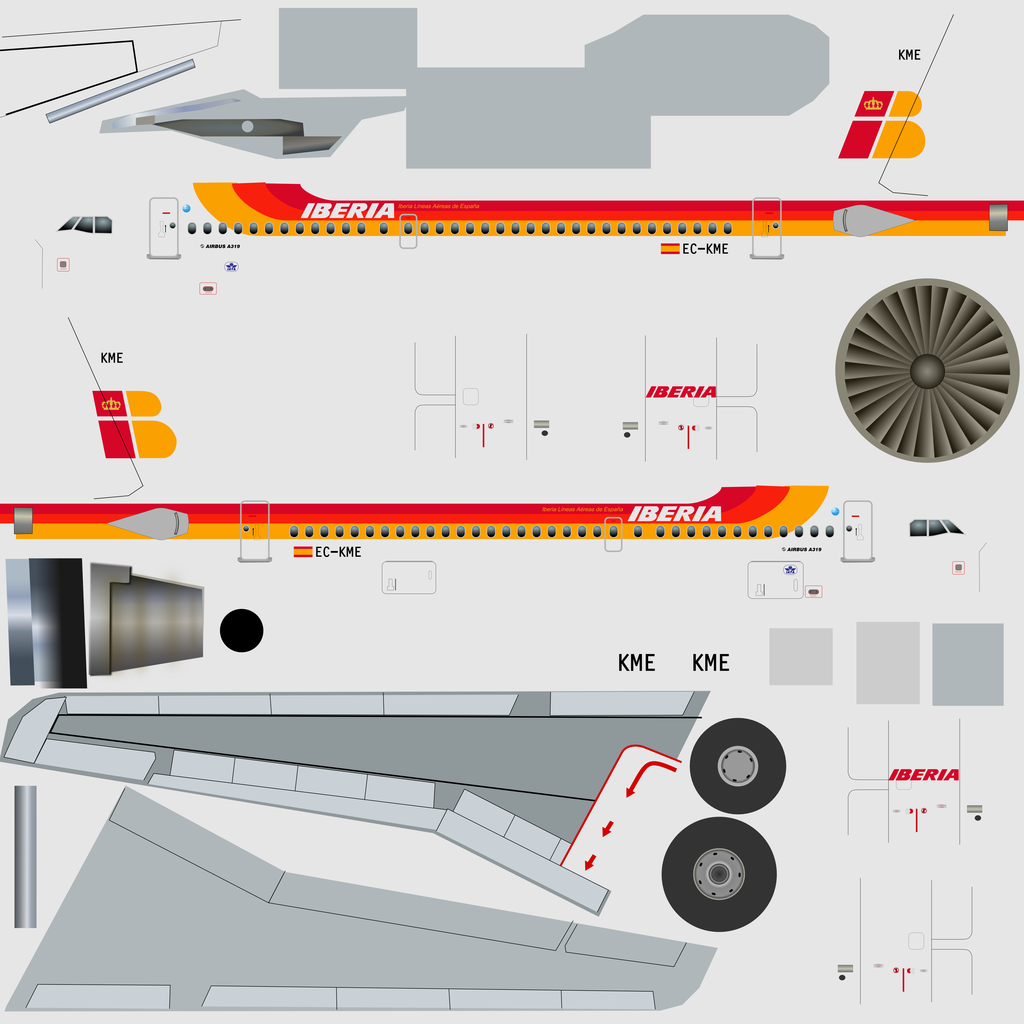 KME
IBERIA Iberia Líneas Aéreas de España
AIRBUS A319
EC-KME
KME
IBERIA
Iberia Líneas Aéreas de España IBERIA
EC-KME
AIRBUS A319
KME KME
IBERIA